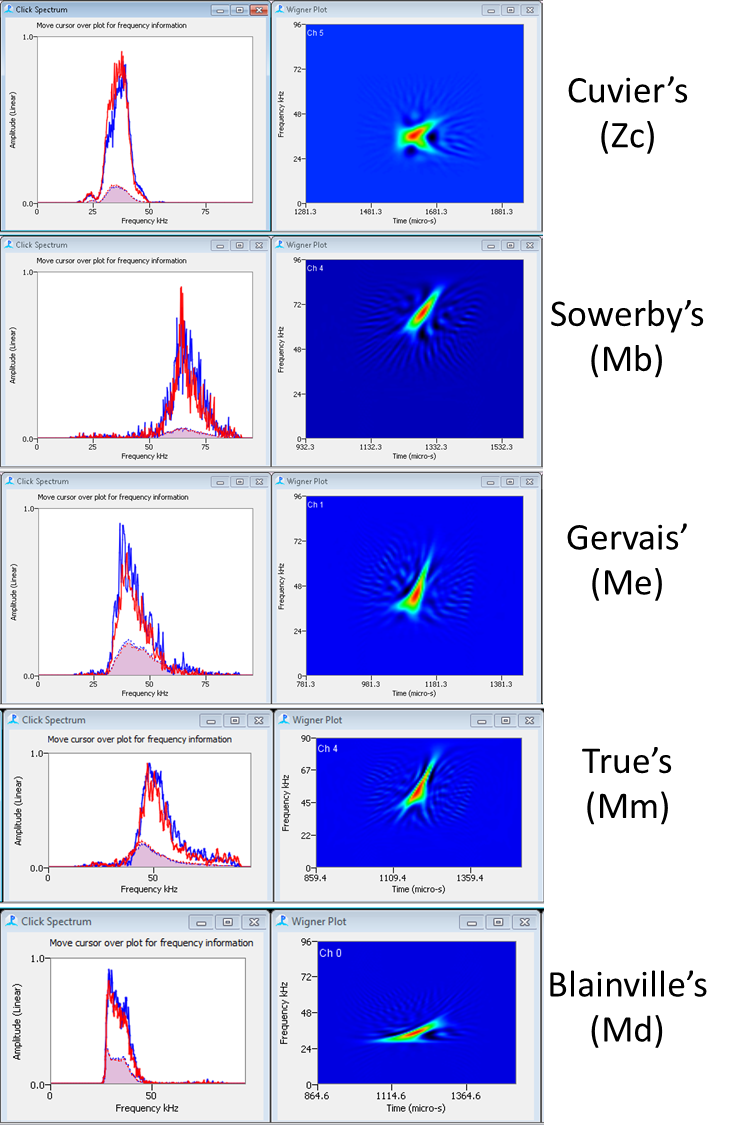 Click Spectrum
Wigner Plot
Move cursor over plot for frequency information
Amplitude (Linear)
1.0
0.0
0
25
50
75
Frequency kHz
Ch 5
Frequency kHz
96
72
48
24
0
1281.3
1481.3
1681.3
1881.3
Time (micro-s)
Cuvier's
(Zc)
Click Spectrum
Wigner Plot
Move cursor over plot for frequency information
Amplitude (Linear)
1.0
0.0
0
25
50
75
Frequency kHz
Ch 4
Frequency kHz
96
72
48
24
0
932.3
1132.3
1332.3
1532.3
Time (micro-s)
Sowerby's
(Mb)
Click Spectrum
Wigner Plot
Move cursor over plot for frequency information
Amplitude (Linear)
1.0
0.0
0
25
50
75
Frequency kHz
Ch 1
Frequency kHz
96
72
48
24
0
781.3
981.3
1181.3
1381.3
Time (micro-s)
Gervais'
(Me)
Click Spectrum
Wigner Plot
Move cursor over plot for frequency information
Amplitude (Linear)
1.0
0.0
0
50
Frequency kHz
Ch 4
Frequency kHz
90
67
45
22
0
859.4
1109.4
1359.4
Time (micro-s)
True's
(Mm)
Click Spectrum
Wigner Plot
Move cursor over plot for frequency information
Amplitude (Linear)
1.0
0.0
0
50
Frequency kHz
Ch 0
Frequency kHz
96
72
48
24
0
864.6
1114.6
1364.6
Time (micro-s)
Blainville's
(Md)